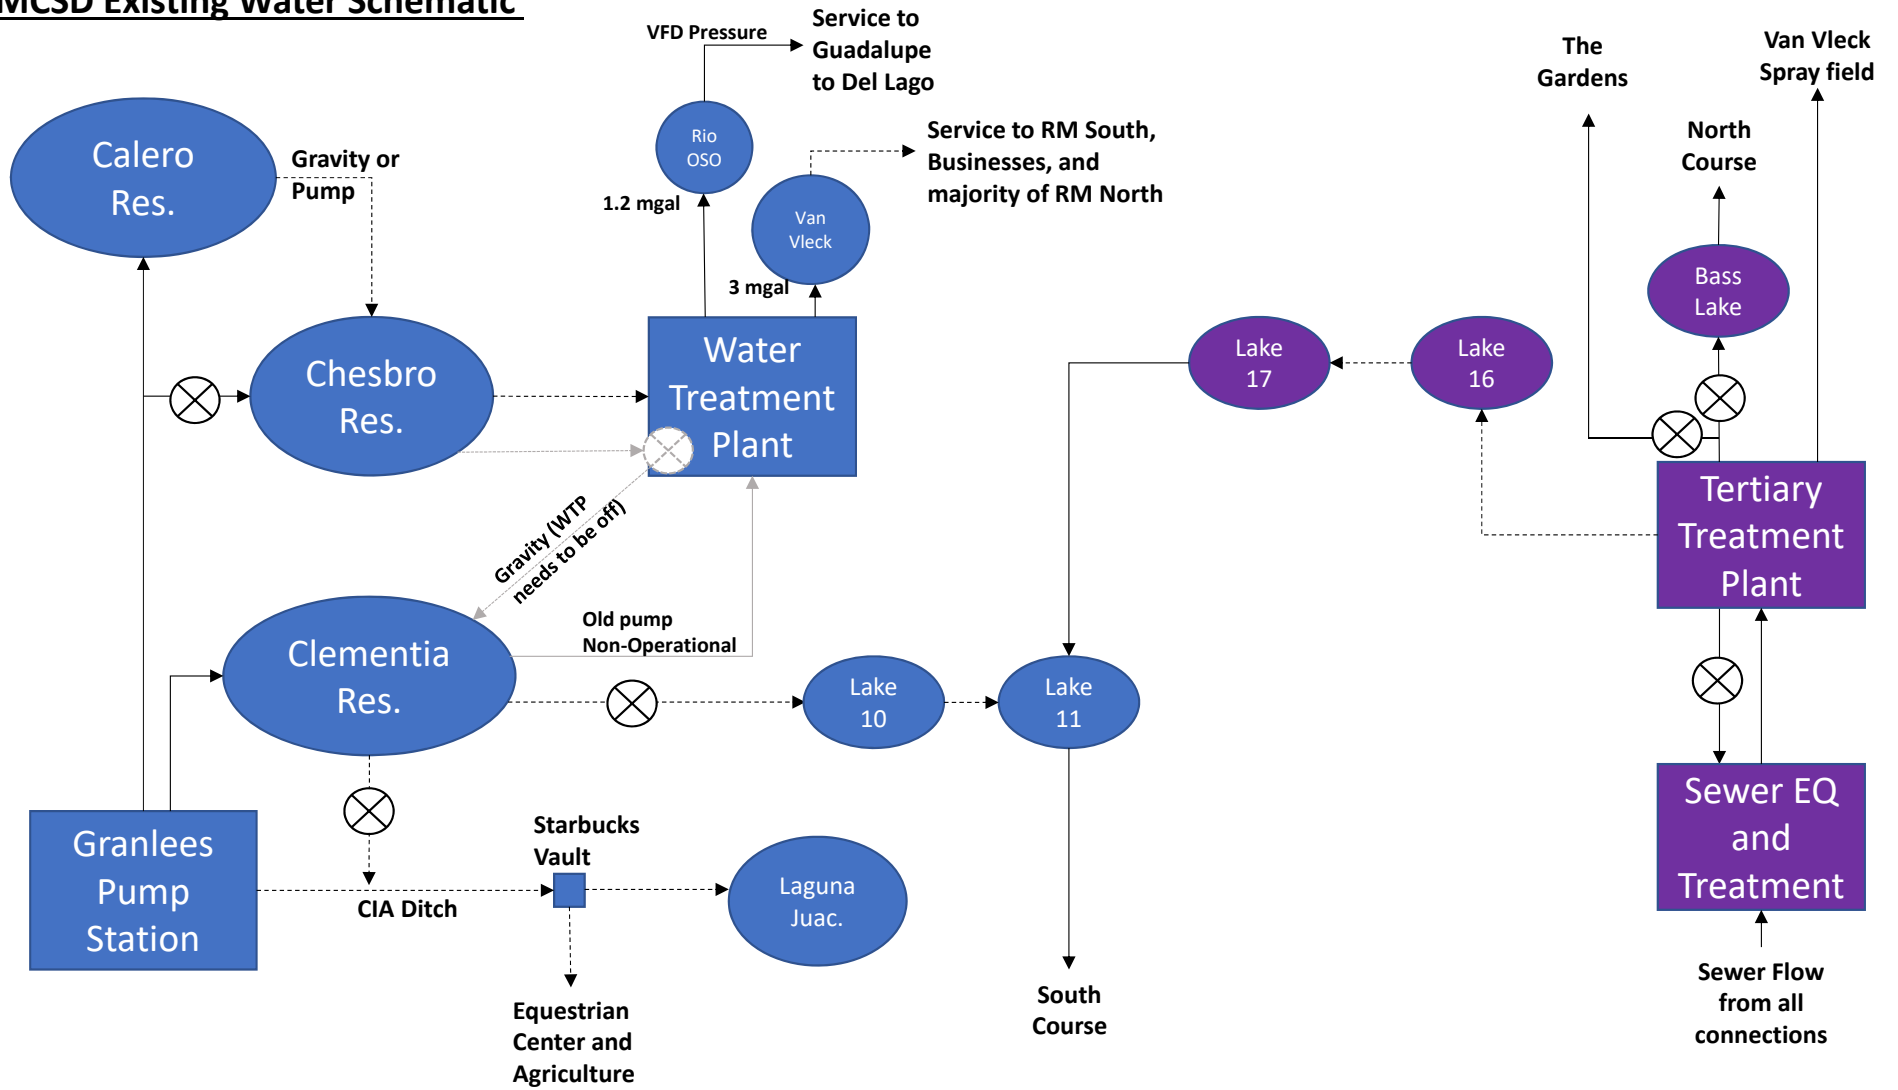 MCSD Existing Water Schematic
VFD Pressure
Service to
Guadalupe
to Del Lago
The
Gardens
Van Vleck
Spray field
Calero
Res.
Gravity or
Pump
Rio
OSO
1.2 mgal
Service to RM South,
Businesses, and
majority of RM North
Van
Vleck
3 mgal
North
Course
Bass
Lake
Chesbro
Res.
Water
Treatment
Plant
Lake
17
Lake
16
Gravity (WTP
needs to be off)
Tertiary
Treatment
Plant
Clementia
Res.
Old pump
Non-Operational
Lake
10
Lake
11
Granlees
Pump
Station
CIA Ditch
Starbucks
Vault
Laguna
Juac.
Equestrian
Center and
Agriculture
South
Course
Sewer EQ
and
Treatment
Sewer Flow
from all
connections